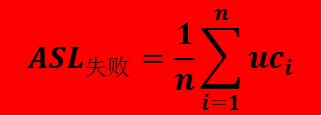 ASL失败 = 1/n ∑_{i=1}^{n} uc_i